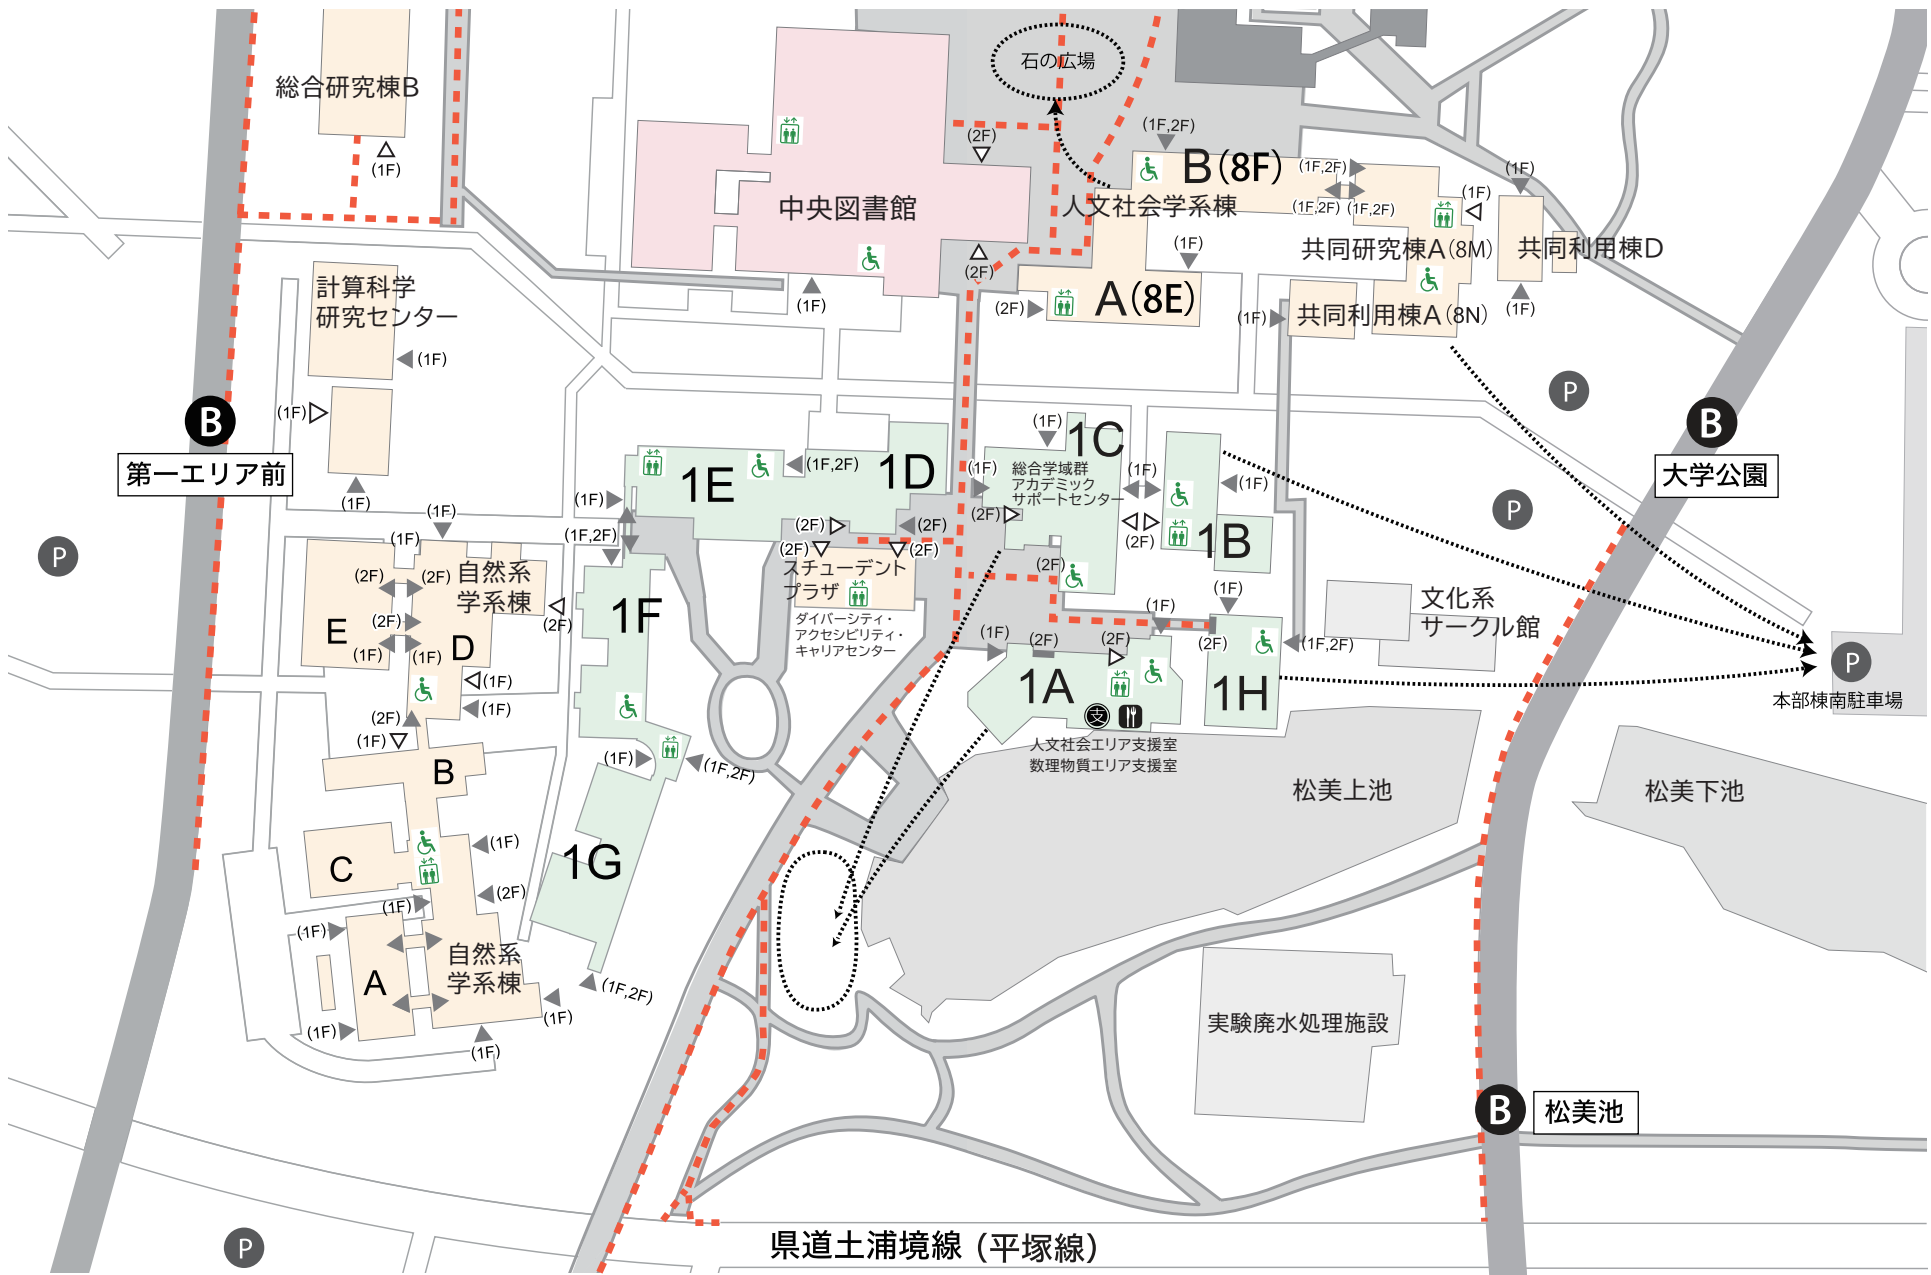 石の広場
総合研究棟B
(1F)
(2F)
(1F,2F)
B(8F)
(1F,2F)
(1F)
(1F)
(1F,2F)
(1F,2F)
中央図書館
人文社会学系棟
(1F)
共同研究棟A(8M)
共同利用棟D
(2F)
(1F)
計算科学
研究センター
(2F)
A(8E)
(1F)
共同利用棟A(8N)
(1F)
(1F)
P
(1F)
B
第一エリア前
B
大学公園
1C
(1F)
1E
(1F,2F)
1D
(1F)
総合学域群
アカデミック
サポートセンター
(1F)
(1F)
(1F)
(1F)
(1F)
P
(2F)
(2F)
(2F)
(2F)
1B
(1F)
(1F,2F)
(2F)
(2F)
P
(1F)
自然系
学系棟
(2F)
(2F)
スチューデント
プラザ
(2F)
(1F)
文化系
サークル館
E
(2F)
D
(2F)
1F
ダイバーシティ・
アクセシビリティ・
キャリアセンター
(1F)
(1F)
(1F)
(2F)
(2F)
(1F)
(2F)
(1F,2F)
(1F)
P
本部棟南駐車場
(1F)
1A
1H
支
(2F)
(1F)
人文社会エリア支援室
数理物質エリア支援室
B
(1F)
(1F,2F)
松美上池
松美下池
C
(1F)
1G
(2F)
(1F)
(1F)
自然系
学系棟
A
(1F,2F)
(1F)
(1F)
(1F)
実験廃水処理施設
B
松美池
P
県道土浦境線(平塚線)